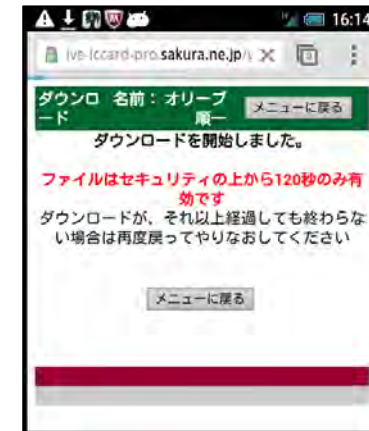 16:14
ive-iccard-pro.sakura.ne.jp/
ダウンロ 名前：オリーブ メニューに戻る
ード 順一
ダウンロードを開始しました。
ファイルはセキュリティの上から120秒のみ有
効です
ダウンロードが、それ以上経過しても終わらな
い場合は再度戻ってやりなおしてください
メニューに戻る